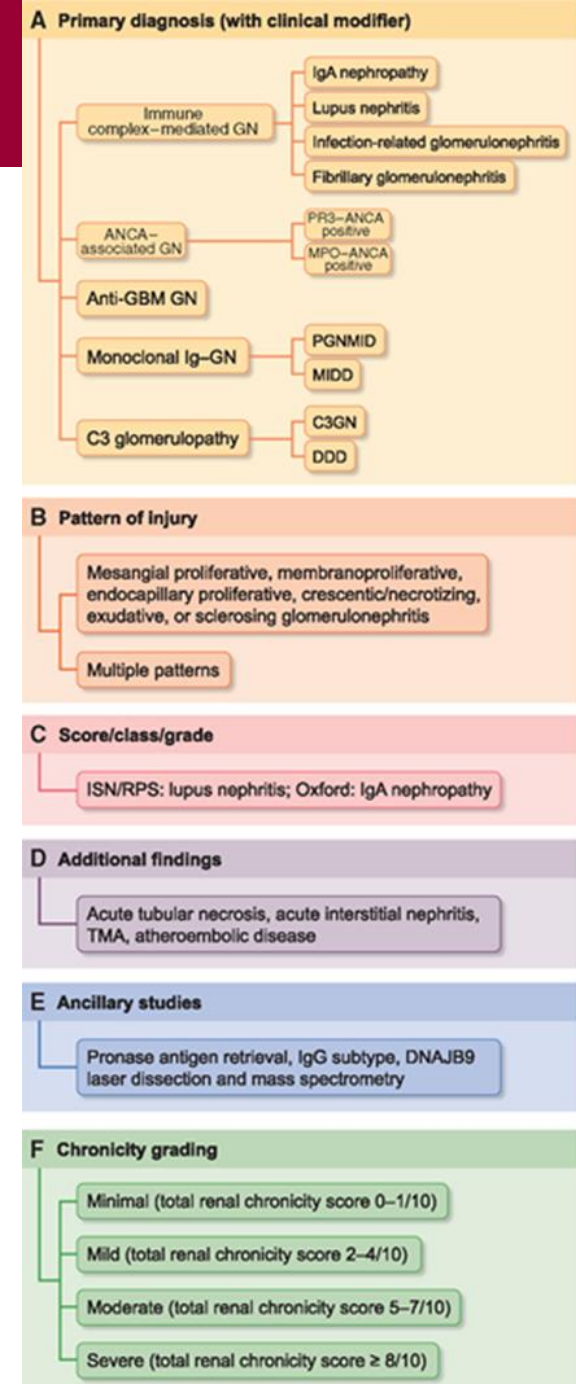 A Primary diagnosis (with clinical modifier)
Immune
complex–mediated GN
IgA nephropathy
Lupus nephritis
Infection-related glomerulonephritis
Fibrillary glomerulonephritis
ANCA–
associated GN
PR3–ANCA
positive
MPO–ANCA
positive
Anti-GBM GN
Monoclonal Ig–GN
PGNMID
MIDD
C3 glomerulopathy
C3GN
DDD
B Pattern of injury
Mesangial proliferative, membranoproliferative,
endocapillary proliferative, crescentic/necrotizing,
exudative, or sclerosing glomerulonephritis
Multiple patterns
C Score/class/grade
ISN/RPS: lupus nephritis; Oxford: IgA nephropathy
D Additional findings
Acute tubular necrosis, acute interstitial nephritis,
TMA, atheroembolic disease
E Ancillary studies
Pronase antigen retrieval, IgG subtype, DNAJB9
laser dissection and mass spectrometry
F Chronicity grading
Minimal (total renal chronicity score 0–1/10)
Mild (total renal chronicity score 2–4/10)
Moderate (total renal chronicity score 5–7/10)
Severe (total renal chronicity score ≥ 8/10)